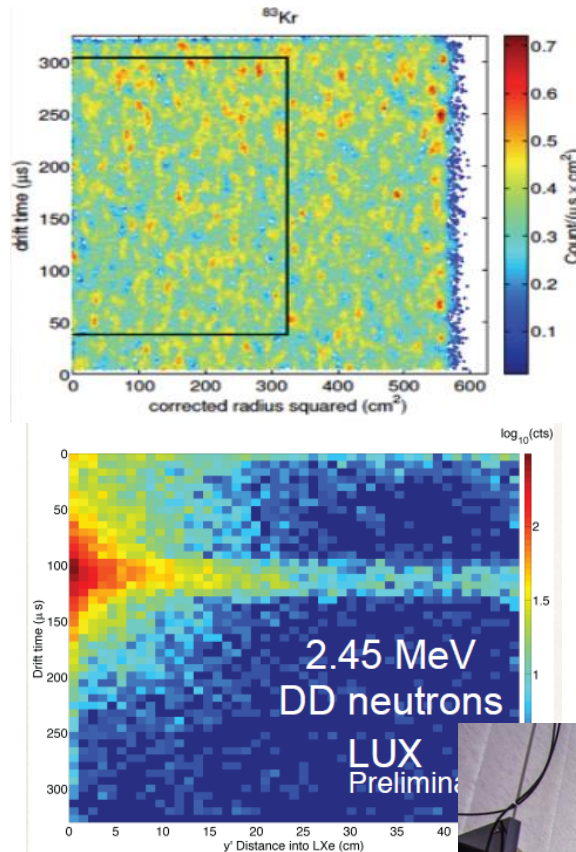 ⁸³Kr
300
250
200
150
100
50
0
drift time (μs)
0 100 200 300 400 500 600
corrected radius squared (cm²)
0.7
0.6
0.5
0.4
0.3
0.2
0.1
Count/(μs × cm²)
log₁₀(cts)
0
50
100
150
200
250
300
Drift time (μ s)
2
1.5
1
2.45 MeV
DD neutrons
LUX
0 5 10 15 20 25 30 35 40
y' Distance into LXe (cm)